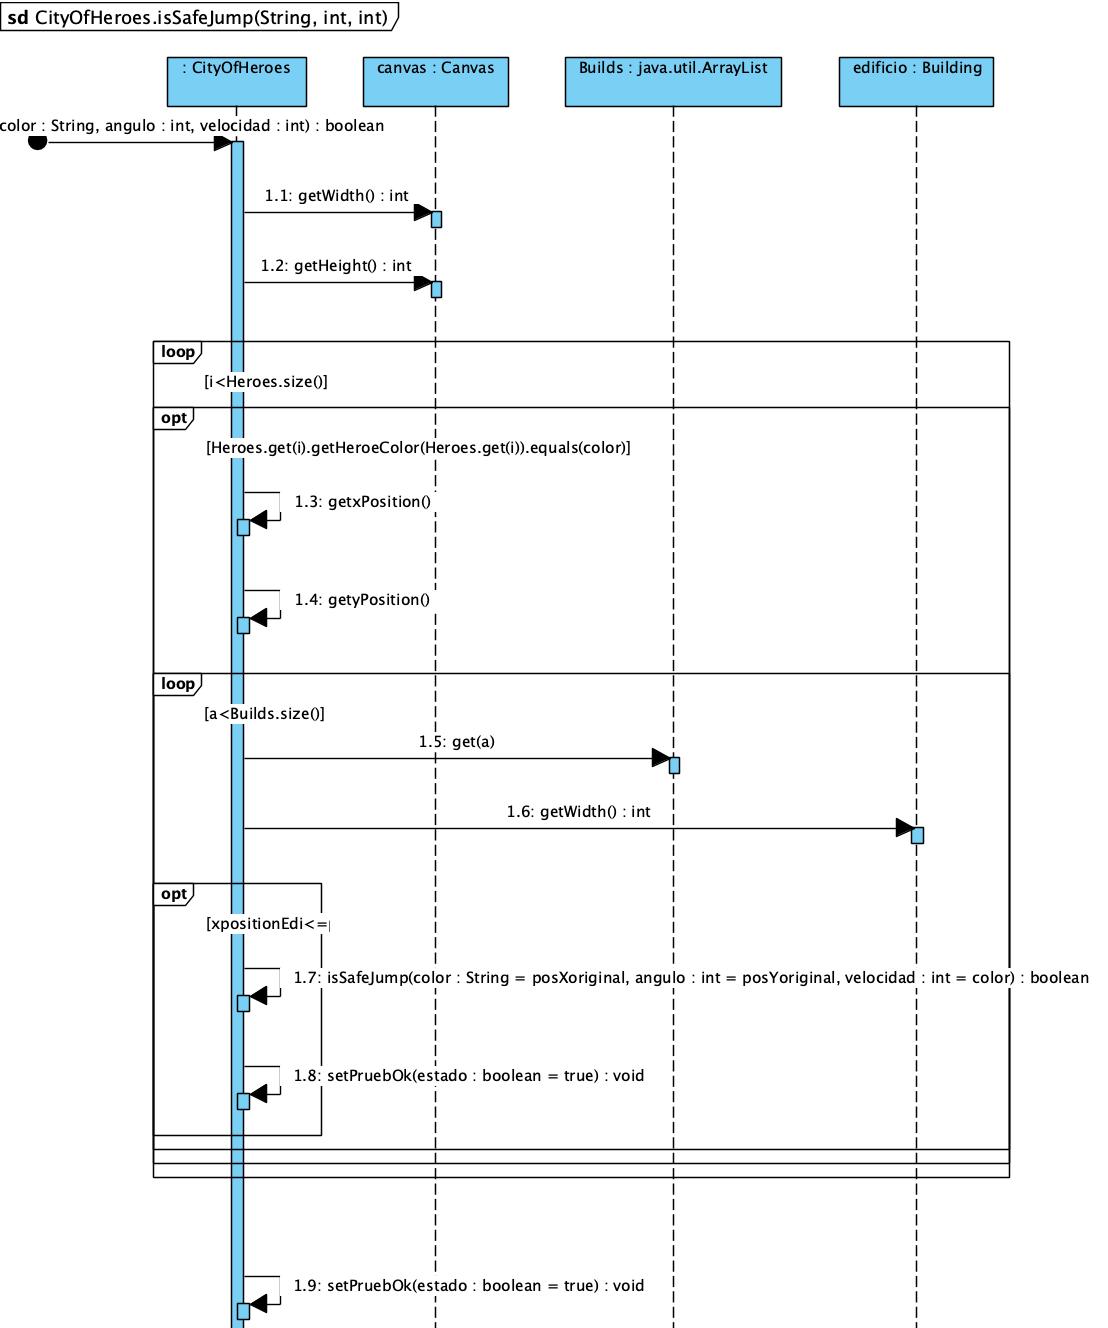 sd CityOfHeroes.isSafeJump(String, int, int)
: CityOfHeroes
canvas : Canvas
Builds : java.util.ArrayList
edificio : Building
color : String, angulo : int, velocidad : int) : boolean
1.1: getWidth() : int
1.2: getHeight() : int
loop
[i<Heroes.size()]
opt
[Heroes.get(i).getHeroeColor(Heroes.get(i)).equals(color)]
1.3: getxPosition()
1.4: getyPosition()
loop
[a<Builds.size()]
1.5: get(a)
1.6: getWidth() : int
opt
[xpositionEdi<=
1.7: isSafeJump(color : String = posXoriginal, angulo : int = posYoriginal, velocidad : int = color) : boolean
1.8: setPruebOk(estado : boolean = true) : void
1.9: setPruebOk(estado : boolean = true) : void